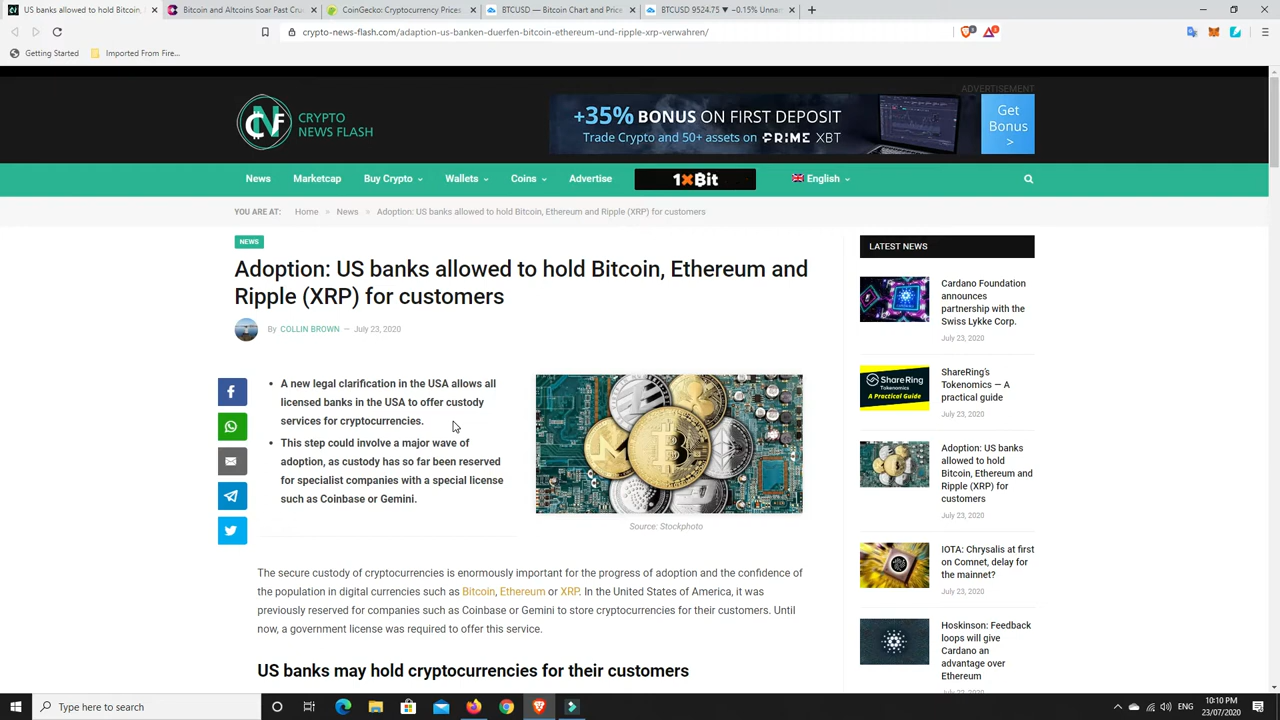 US banks allowed to hold Bitcoin,
Bitcoin and Altcoins Soar Past Cru
CoinGecko: Cryptocurrency Prices
BTCUSD — Bitcoin Chart and Price
BTCUSD 9524.75 ▼ −0.15% Unnam
crypto-news-flash.com/adaption-us-banken-duerfen-bitcoin-ethereum-und-ripple-xrp-verwahren/
Getting Started
Imported From Fire...
ADVERTISEMENT
CRYPTO
NEWS FLASH
+35% BONUS ON FIRST DEPOSIT
Trade Crypto and 50+ assets on PRIME XBT
Get
Bonus
>
News
Marketcap
Buy Crypto
Wallets
Coins
Advertise
1XBit
English
YOU ARE AT: Home » News » Adoption: US banks allowed to hold Bitcoin, Ethereum and Ripple (XRP) for customers
NEWS
Adoption: US banks allowed to hold Bitcoin, Ethereum and
Ripple (XRP) for customers
By COLLIN BROWN — July 23, 2020
• A new legal clarification in the USA allows all
licensed banks in the USA to offer custody
services for cryptocurrencies.
• This step could involve a major wave of
adoption, as custody has so far been reserved
for specialist companies with a special license
such as Coinbase or Gemini.
Source: Stockphoto
The secure custody of cryptocurrencies is enormously important for the progress of adoption and the confidence of
the population in digital currencies such as Bitcoin, Ethereum or XRP. In the United States of America, it was
previously reserved for companies such as Coinbase or Gemini to store cryptocurrencies for their customers. Until
now, a government license was required to offer this service.
US banks may hold cryptocurrencies for their customers
LATEST NEWS
Cardano Foundation
announces
partnership with the
Swiss Lykke Corp.
July 23, 2020
ShareRing
Tokenomics
A Practical Guide
ShareRing's
Tokenomics — A
practical guide
July 23, 2020
Adoption: US banks
allowed to hold
Bitcoin, Ethereum and
Ripple (XRP) for
customers
July 23, 2020
IOTA: Chrysalis at first
on Comnet, delay for
the mainnet?
July 23, 2020
Hoskinson: Feedback
loops will give
Cardano an
advantage over
Ethereum
Type here to search
ENG
10:10 PM
23/07/2020